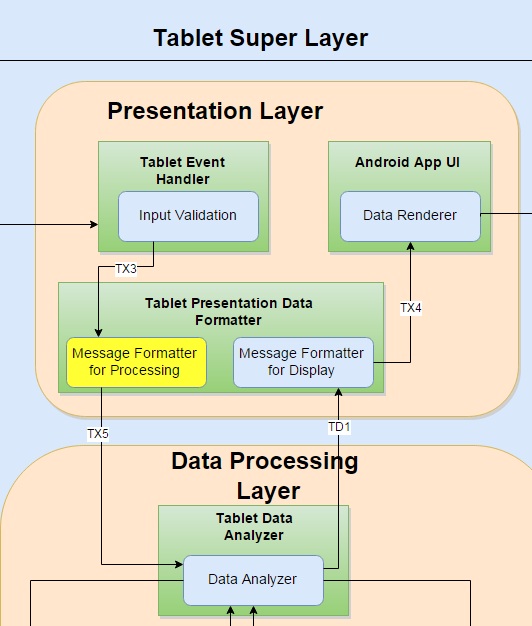 Tablet Super Layer
Presentation Layer
Tablet Event
Handler
Input Validation
Android App UI
Data Renderer
TX3
Tablet Presentation Data
Formatter
TX4
Message Formatter
for Processing
Message Formatter
for Display
TX5
TD1
Data Processing
Layer
Tablet Data
Analyzer
Data Analyzer